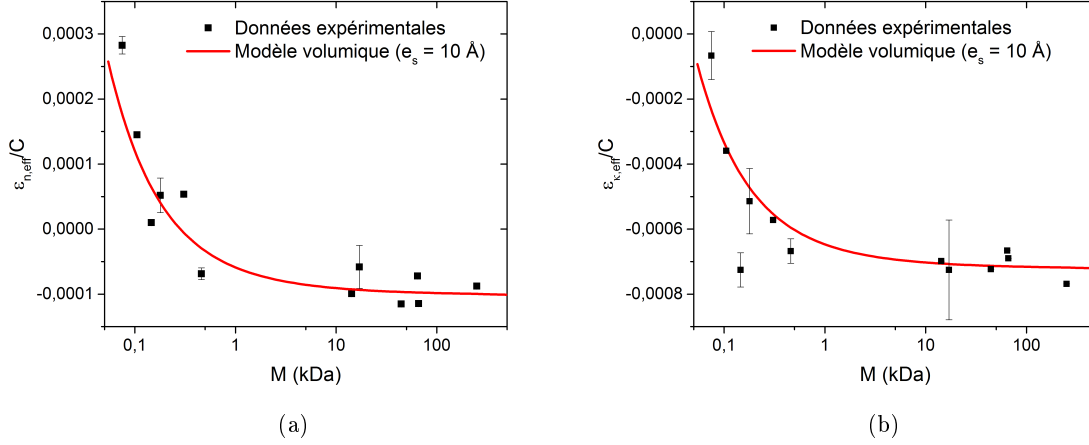 Données expérimentales
Modèle volumique (es = 10 Å)
0,0003
0,0002
0,0001
0,0000
-0,0001
εn,eff/C
0,1 1 10 100
M (kDa)
(a)
Données expérimentales
Modèle volumique (es = 10 Å)
0,0000
-0,0002
-0,0004
-0,0006
-0,0008
εκ,eff/C
0,1 1 10 100
M (kDa)
(b)